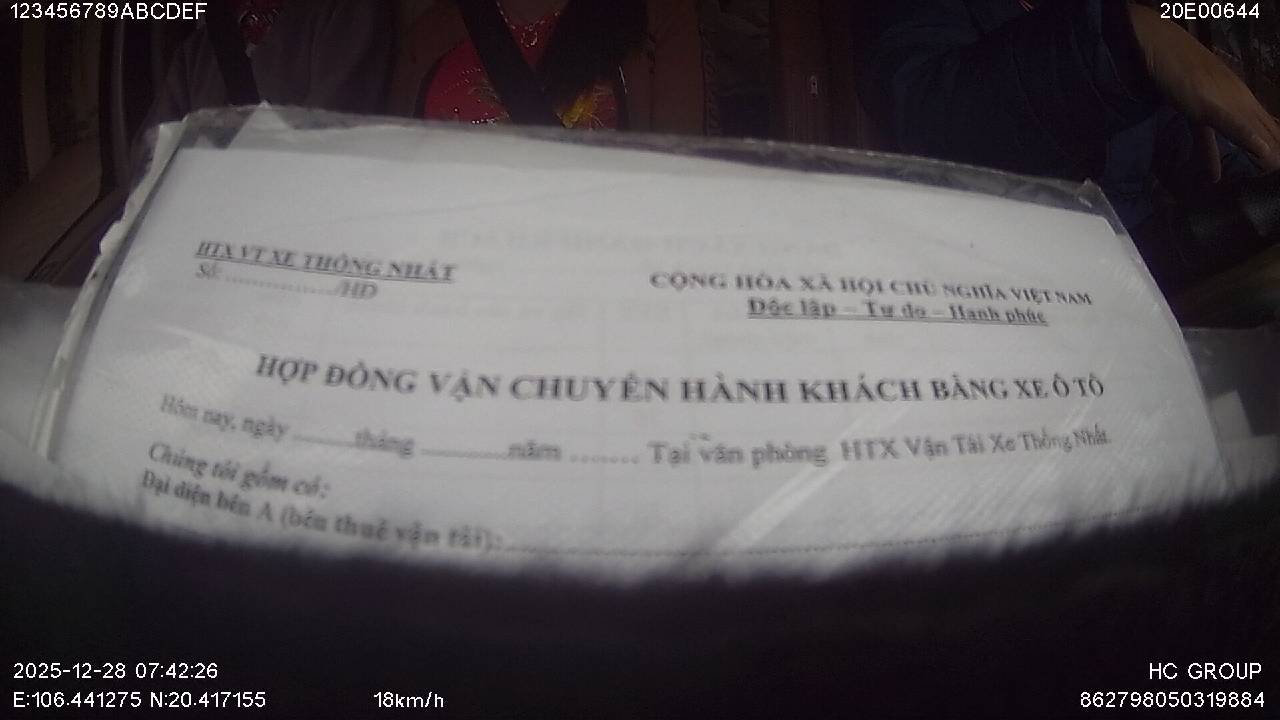 123456789ABCDEF
20E00644
HTX VT XE THỐNG NHẤT
Số: ................../HĐ
CỘNG HÒA XÃ HỘI CHỦ NGHĨA VIỆT NAM
Độc lập – Tự do – Hạnh phúc
HỢP ĐỒNG VẬN CHUYỂN HÀNH KHÁCH BẰNG XE Ô TÔ
Hôm nay, ngày ..........tháng ..............năm ....... Tại văn phòng HTX Vận Tải Xe Thống Nhất.
Chúng tôi gồm có:
Đại diện bên A (bên thuê vận tải):..........................
2025-12-28 07:42:26
HC GROUP
E:106.441275 N:20.417155
18km/h
862798050319884